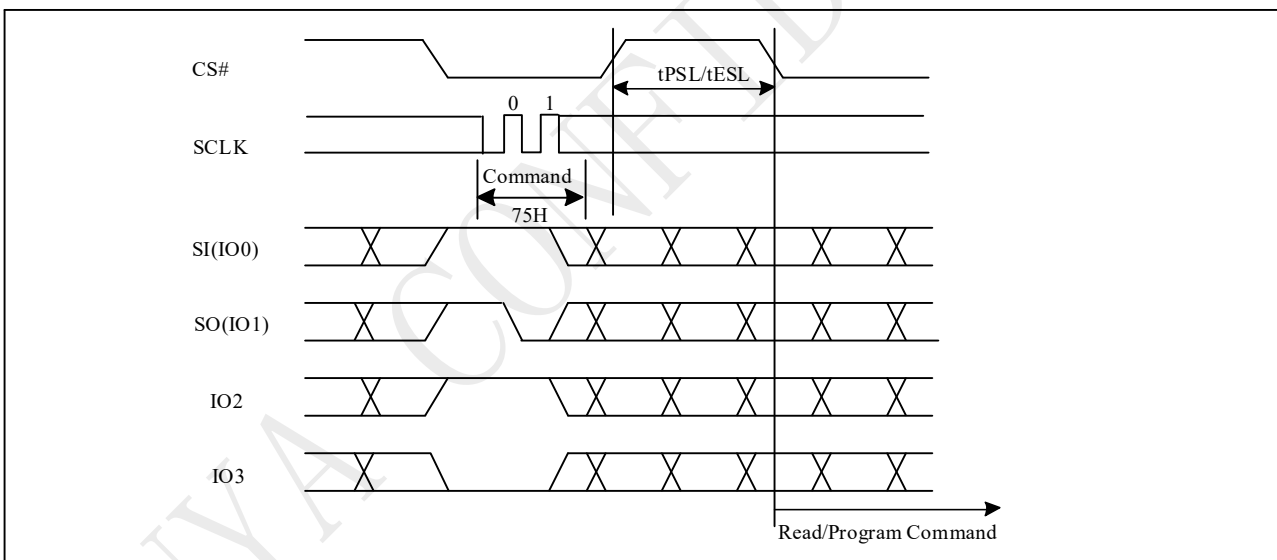 CS#
tPSL/tESL
0 1
SCLK
Command
75H
SI(IO0)
SO(IO1)
IO2
IO3
Read/Program Command